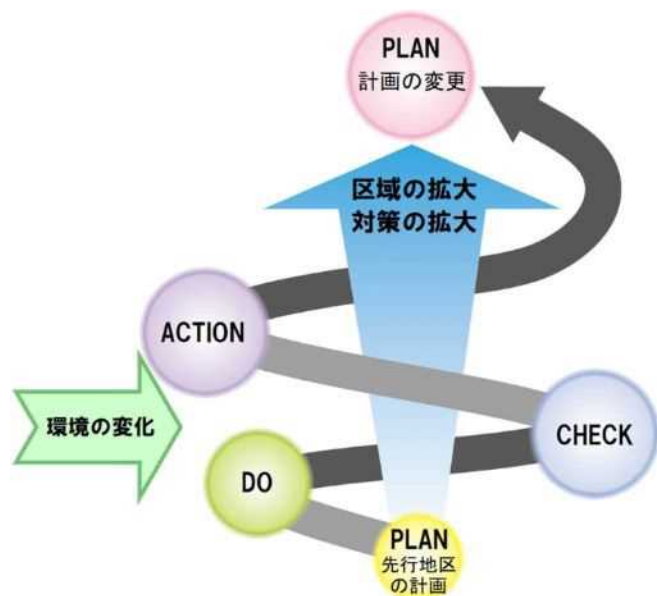 PLAN
計画の変更
区域の拡大
対策の拡大
ACTION
環境の変化
CHECK
DO
PLAN
先行地区
の計画